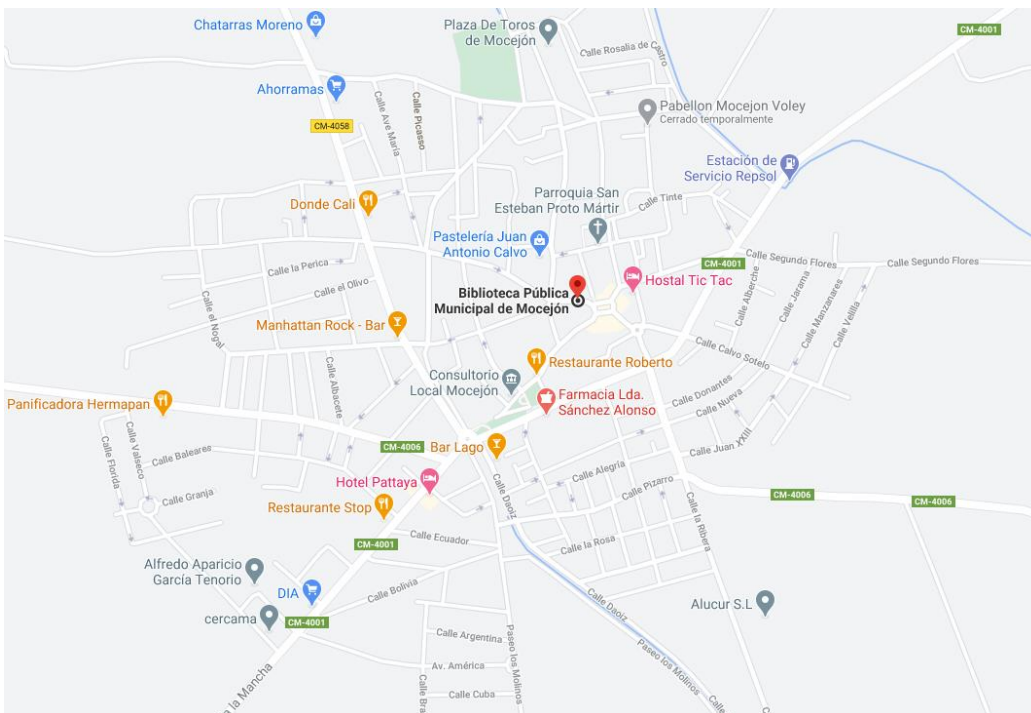 Chatarras Moreno
Plaza De Toros
de Mocejón
CM-4001
Calle Rosalia de Castro
Ahorramas
Calle Ave María
Calle Picasso
Pabellon Mocejon Voley
Cerrado temporalmente
CM-4058
Estación de
Servicio Repsol
Parroquia San
Esteban Proto Mártir
Calle Tinte
Donde Cali
Pastelería Juan
Antonio Calvo
CM-4001
Calle Segundo Flores
Calle Segundo Flores
Calle la Perica
Hostal Tic Tac
Calle el Olivo
Biblioteca Pública
Municipal de Mocejón
Calle Alberche
Calle Jarama
Calle Manzanares
Calle Velilla
Calle el Nogal
Manhattan Rock - Bar
Calle Calvo Sotelo
Restaurante Roberto
Consultorio
Local Mocejón
Calle Albacete
Farmacia Lda.
Sánchez Alonso
Calle Donantes
Calle Nueva
Panificadora Hermapan
CM-4006
Bar Lago
Calle Juan XXIII
Calle Baleares
Calle Valseco
Calle Florida
Calle Alegría
Hotel Pattaya
Calle Pizarro
Calle Granja
Calle Daoiz
CM-4006
CM-4006
Restaurante Stop
Calle la Ribera
Calle Ecuador
Calle la Rosa
CM-4001
Alfredo Aparicio
García Tenorio
Calle Bolivia
DIA
Alucur S.L
Calle Daoiz
cercama
CM-4001
Calle Argentina
Paseo los Molinos
Paseo los Molinos
Av. América
a la Mancha
Calle Cuba
Calle Bra